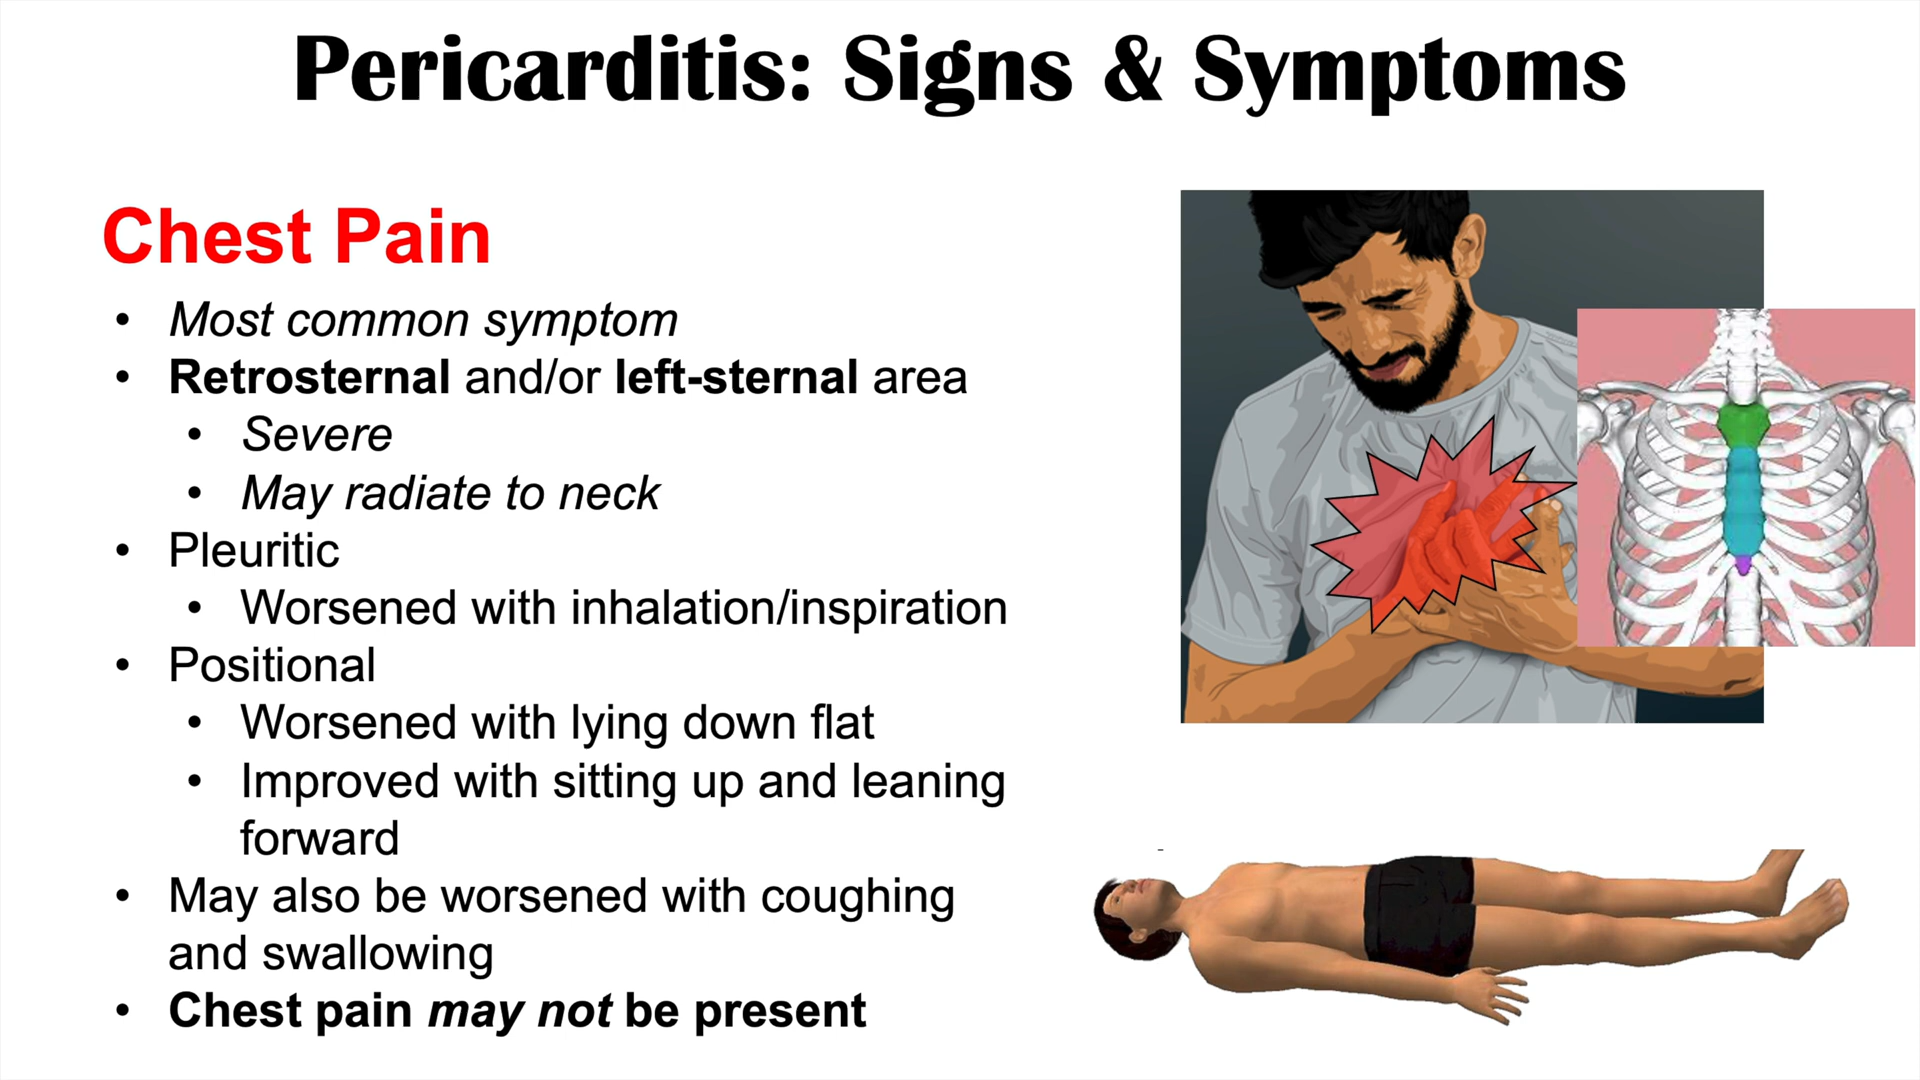 Pericarditis: Signs & Symptoms
Chest Pain
• Most common symptom
• Retrosternal and/or left-sternal area
• Severe
• May radiate to neck
• Pleuritic
• Worsened with inhalation/inspiration
• Positional
• Worsened with lying down flat
• Improved with sitting up and leaning
forward
• May also be worsened with coughing
and swallowing
• Chest pain may not be present